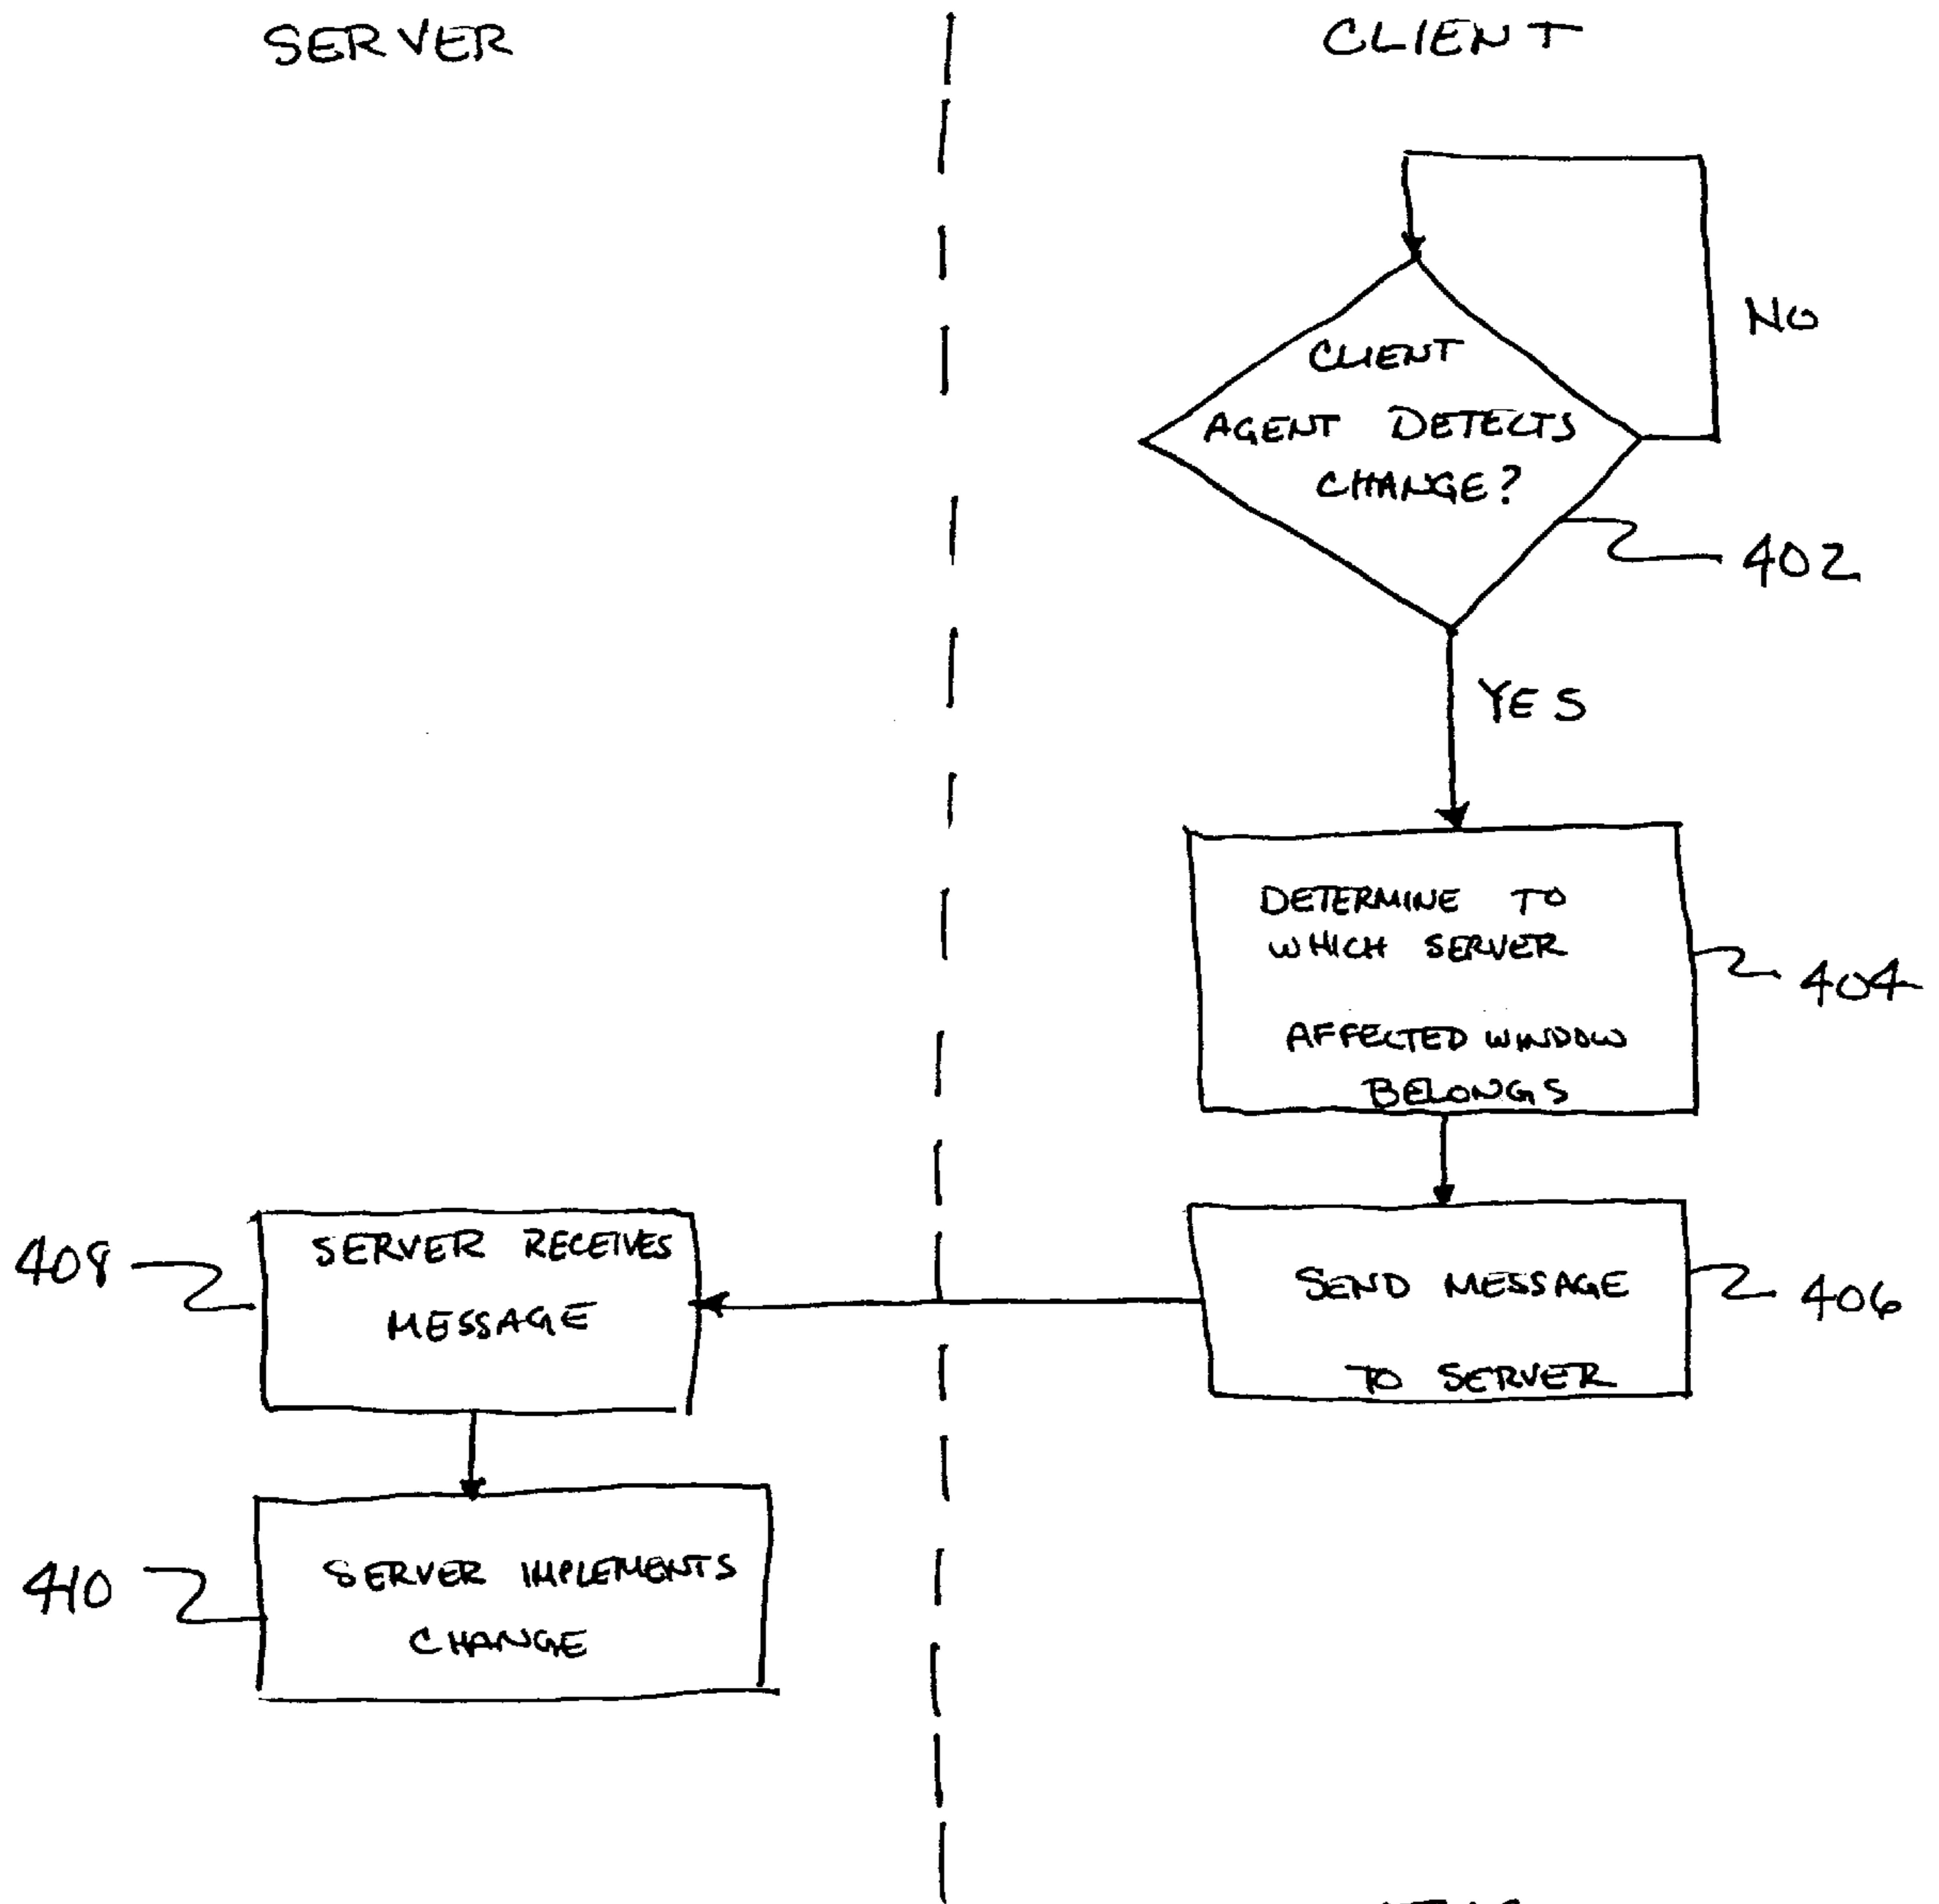 SERVER
CLIENT
NO
CLIENT
AGENT DETECTS
CHANGE?
402
YES
DETERMINE TO
WHICH SERVER
AFFECTED WINDOW
BELONGS
404
408
SERVER RECEIVES
MESSAGE
SEND MESSAGE
TO SERVER
406
410
SERVER IMPLEMENTS
CHANGE